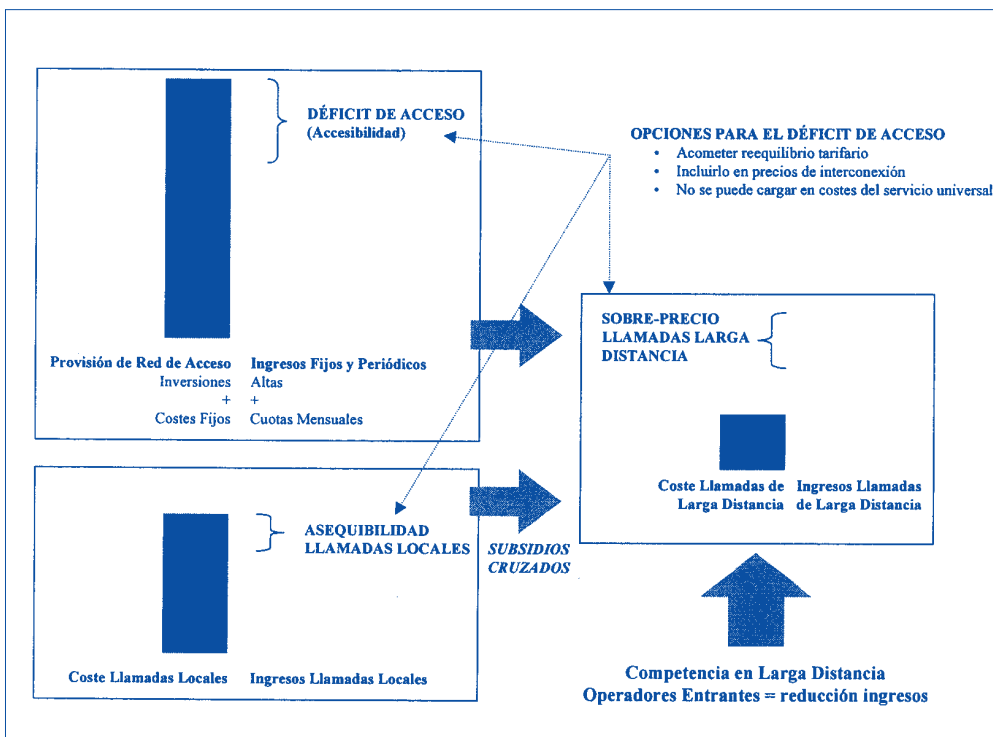 DÉFICIT DE ACCESO
(Accesibilidad)
OPCIONES PARA EL DÉFICIT DE ACCESO
• Acometer reequilibrio tarifario
• Incluirlo en precios de interconexión
• No se puede cargar en costes del servicio universal
Provisión de Red de Acceso
Inversiones
+
Costes Fijos
Ingresos Fijos y Periódicos
Altas
+
Cuotas Mensuales
SOBRE-PRECIO
LLAMADAS LARGA
DISTANCIA
Coste Llamadas de
Larga Distancia
Ingresos Llamadas
de Larga Distancia
ASEQUIBILIDAD
LLAMADAS LOCALES
SUBSIDIOS
CRUZADOS
Coste Llamadas Locales
Ingresos Llamadas Locales
Competencia en Larga Distancia
Operadores Entrantes = reducción ingresos